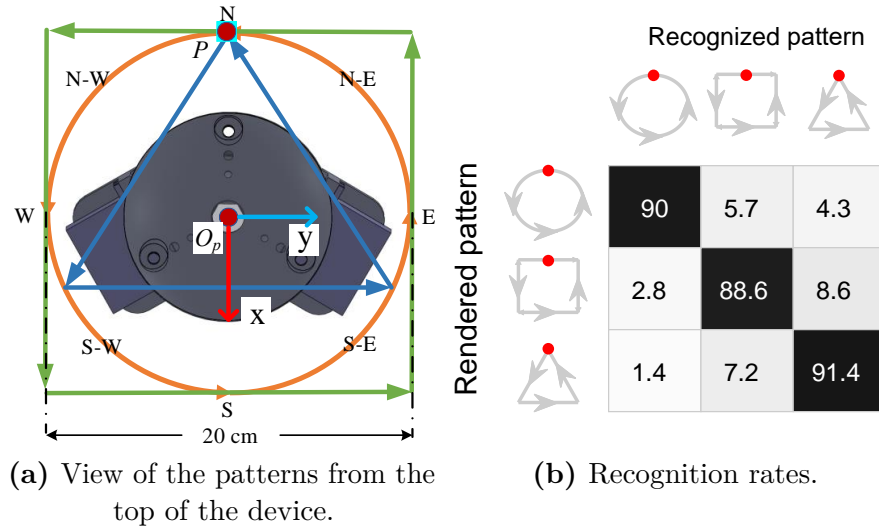 N
P
N-W
N-E
W
E
O_p
y
x
S-W
S-E
S
20 cm
(a) View of the patterns from the
top of the device.
Recognized pattern
Rendered pattern
90 5.7 4.3
2.8 88.6 8.6
1.4 7.2 91.4
(b) Recognition rates.